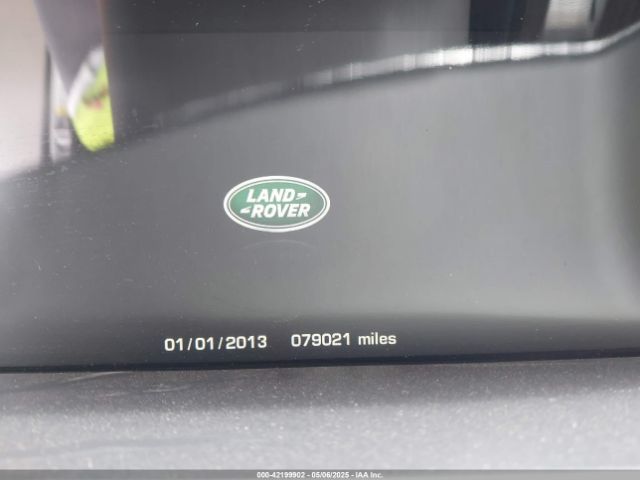 LAND
ROVER
01/01/2013 079021 miles
000-42199902 - 05/06/2025 - IAA Inc.